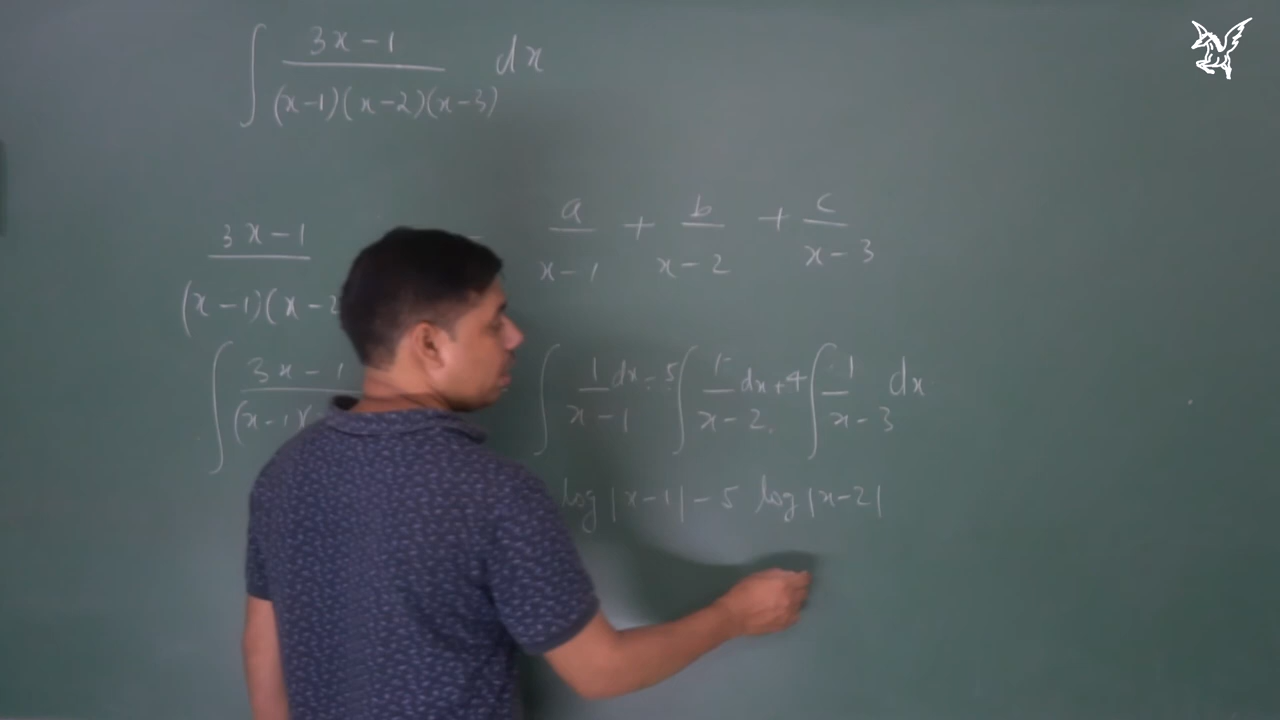 ∫ 3x-1 / (x-1)(x-2)(x-3) dx
3x-1 / (x-1)(x-2 - a / x-1 + b / x-2 + c / x-3
∫ 3x-1 / (x-1)( ∫ 1 / x-1 dx - 5 ∫ 1 / x-2 dx + 4 ∫ 1 / x-3 dx
log |x-1| - 5 log |x-2|